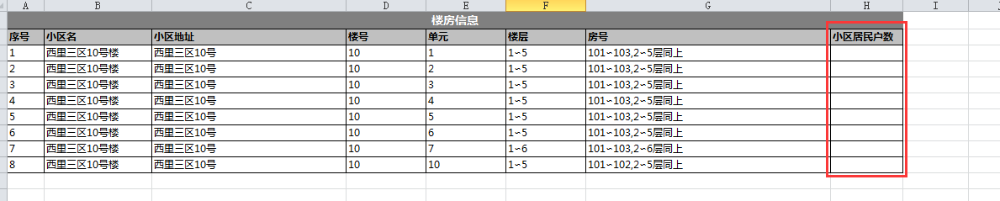 A B C D E F G H I J
楼房信息
序号 小区名 小区地址 楼号 单元 楼层 房号 小区居民户数
1 西里三区10号楼 西里三区10号 10 1 1~5 101~103,2~5层同上
2 西里三区10号楼 西里三区10号 10 2 1~5 101~103,2~5层同上
3 西里三区10号楼 西里三区10号 10 3 1~5 101~103,2~5层同上
4 西里三区10号楼 西里三区10号 10 4 1~5 101~103,2~5层同上
5 西里三区10号楼 西里三区10号 10 5 1~5 101~103,2~5层同上
6 西里三区10号楼 西里三区10号 10 6 1~5 101~103,2~5层同上
7 西里三区10号楼 西里三区10号 10 7 1~6 101~103,2~6层同上
8 西里三区10号楼 西里三区10号 10 10 1~5 101~102,2~5层同上